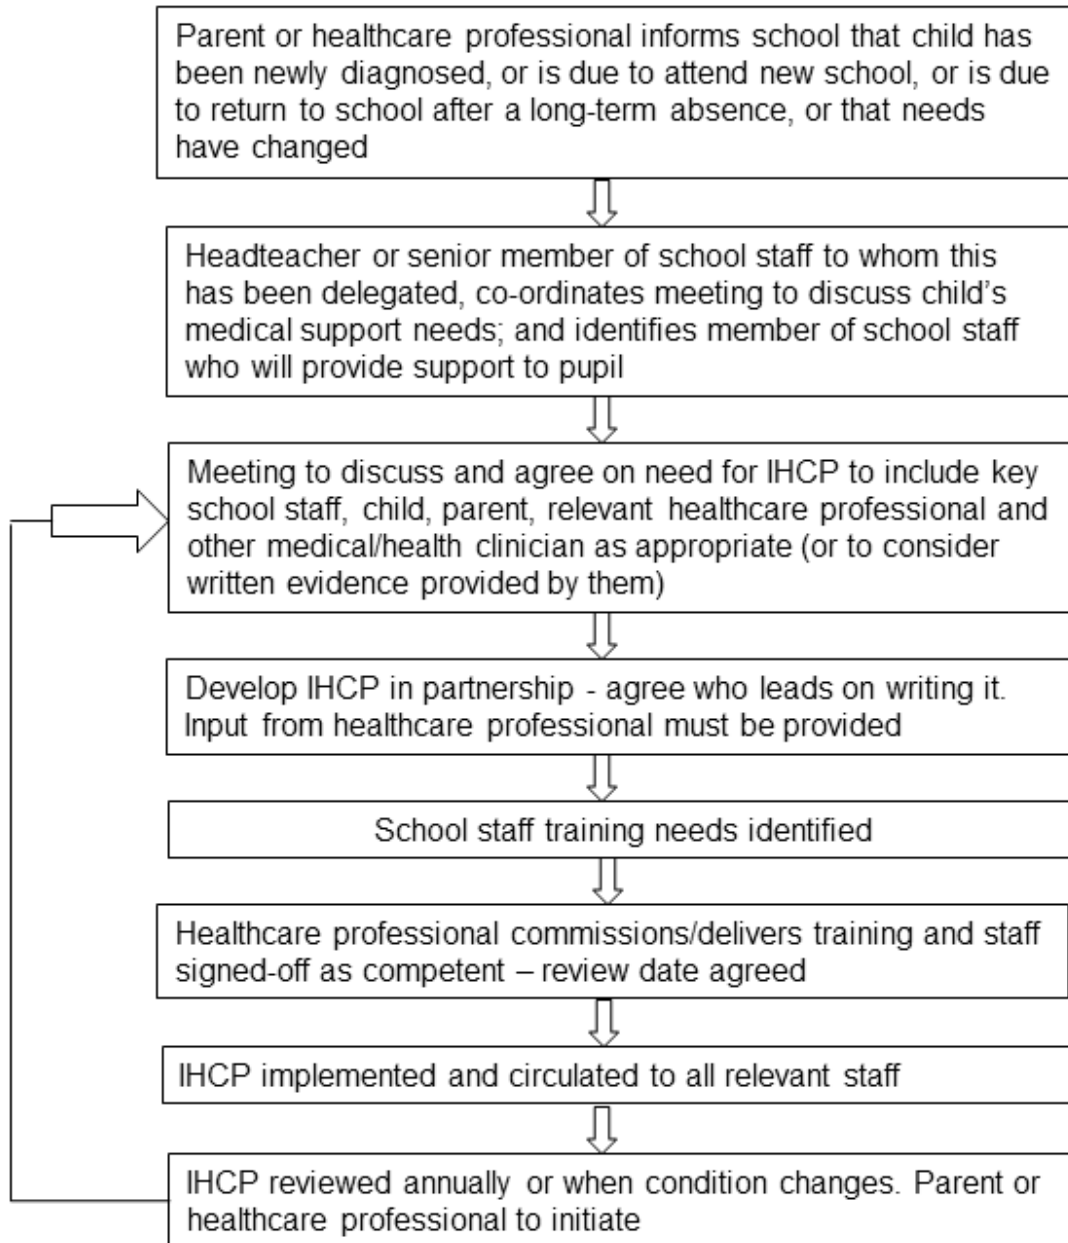 Parent or healthcare professional informs school that child has
been newly diagnosed, or is due to attend new school, or is due
to return to school after a long-term absence, or that needs
have changed
Headteacher or senior member of school staff to whom this
has been delegated, co-ordinates meeting to discuss child’s
medical support needs; and identifies member of school staff
who will provide support to pupil
Meeting to discuss and agree on need for IHCP to include key
school staff, child, parent, relevant healthcare professional and
other medical/health clinician as appropriate (or to consider
written evidence provided by them)
Develop IHCP in partnership - agree who leads on writing it.
Input from healthcare professional must be provided
School staff training needs identified
Healthcare professional commissions/delivers training and staff
signed-off as competent – review date agreed
IHCP implemented and circulated to all relevant staff
IHCP reviewed annually or when condition changes. Parent or
healthcare professional to initiate